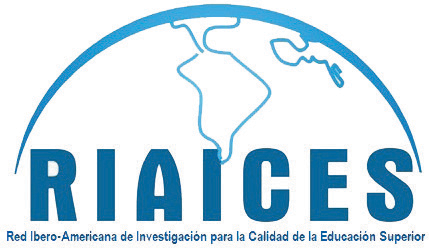 RIAICES
Red Ibero-Americana de Investigación para la Calidad de la Educación Superior